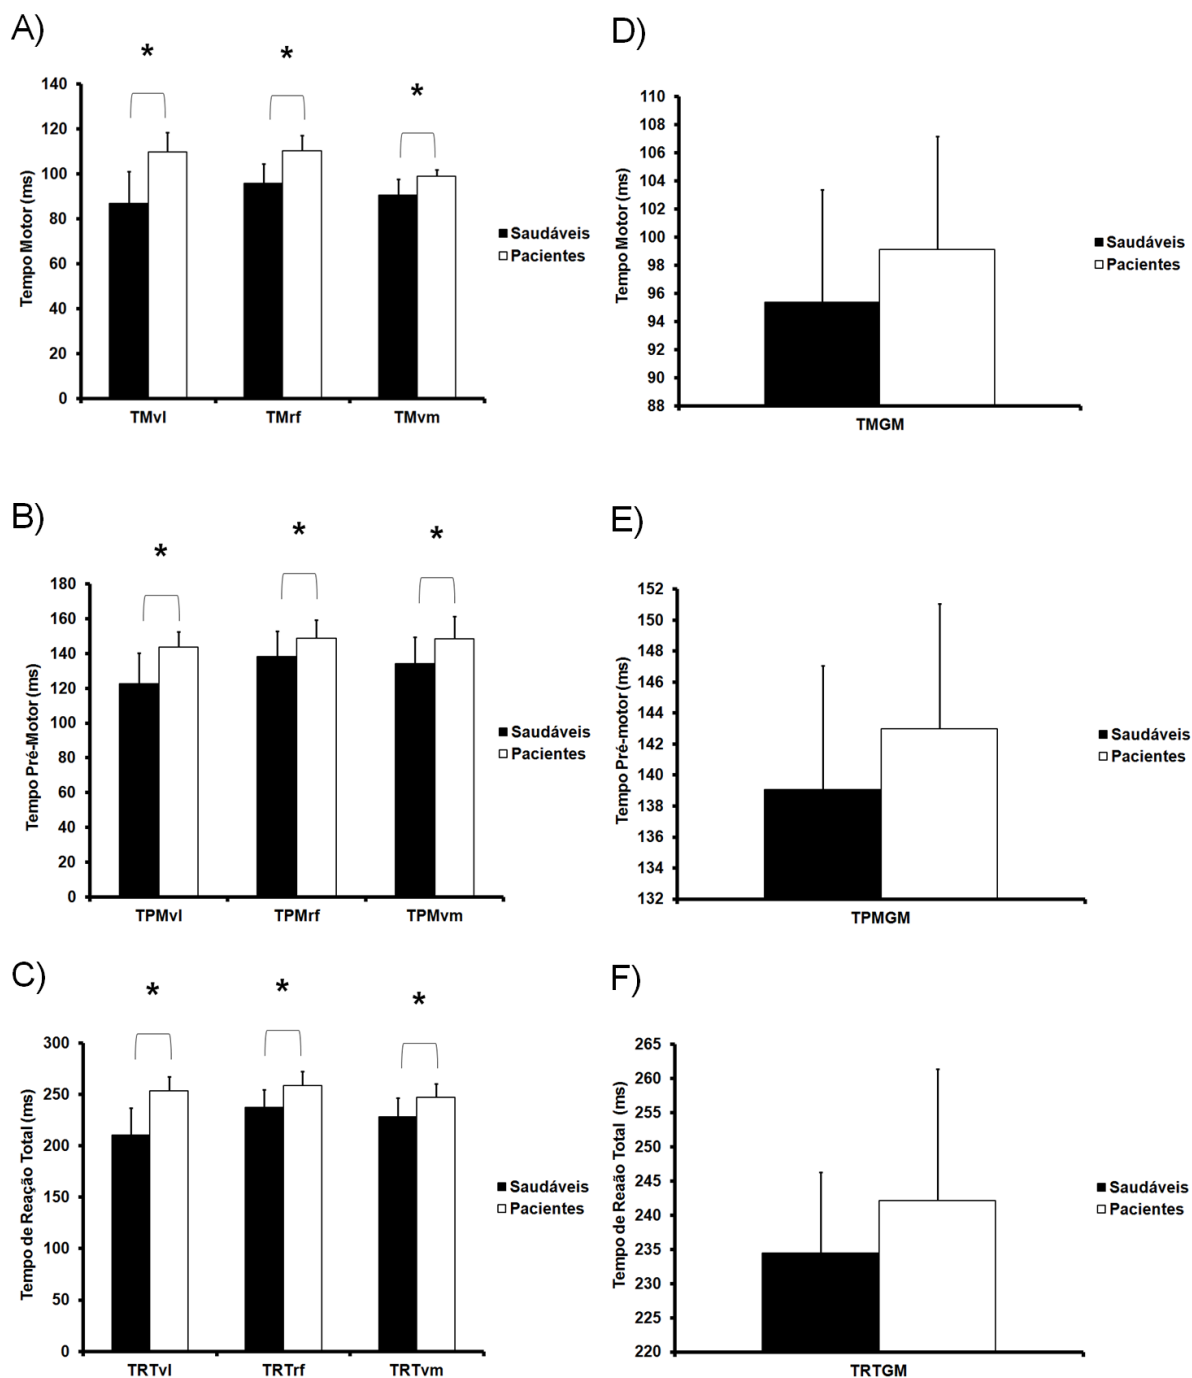 A)
*
*
*
140
120
100
80
60
40
20
0
Tempo Motor (ms)
TMvl
TMrf
TMvm
Saudáveis
Pacientes
D)
110
108
106
104
102
100
98
96
94
92
90
88
Tempo Motor (ms)
TMGM
Saudáveis
Pacientes
B)
*
*
*
180
160
140
120
100
80
60
40
20
0
Tempo Pré-Motor (ms)
TPMvl
TPMrf
TPMvm
Saudáveis
Pacientes
E)
152
150
148
146
144
142
140
138
136
134
132
Tempo Pré-motor (ms)
TPMGM
Saudáveis
Pacientes
C)
*
*
*
300
250
200
150
100
50
0
Tempo de Reação Total (ms)
TRTvl
TRTrf
TRTvm
Saudáveis
Pacientes
F)
265
260
255
250
245
240
235
230
225
220
Tempo de Reaão Total (ms)
TRTGM
Saudáveis
Pacientes